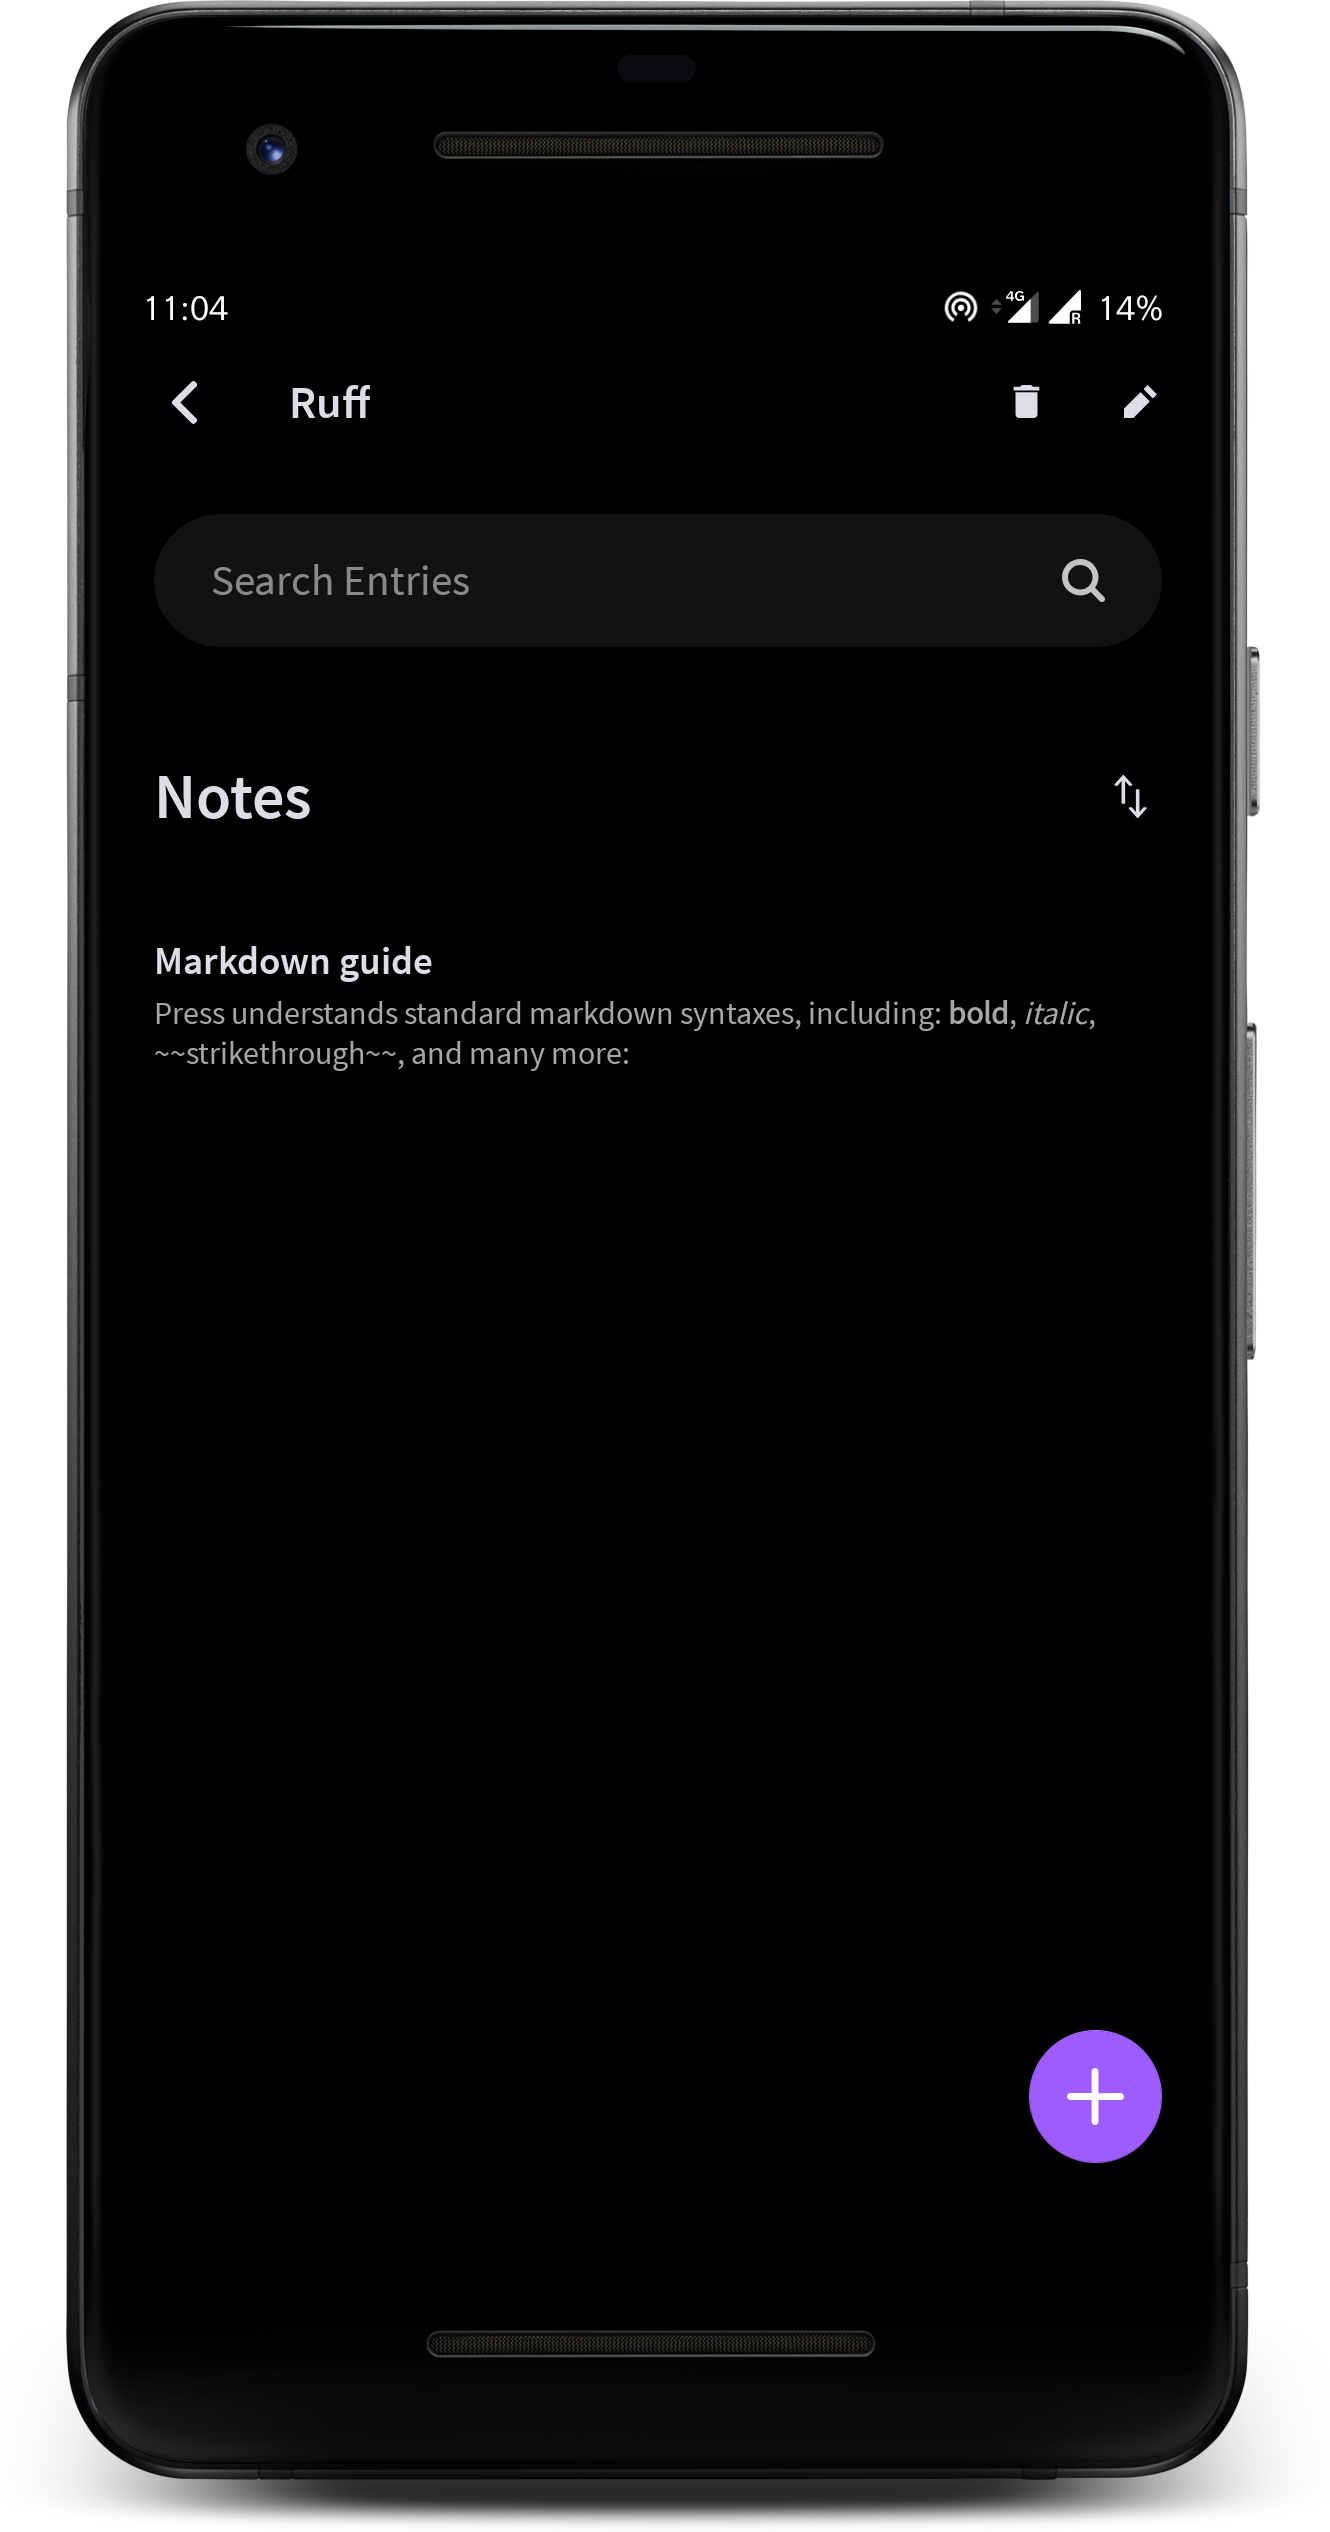 11:04 4G R 14%
Ruff
Search Entries
Notes
Markdown guide
Press understands standard markdown syntaxes, including: bold, italic,
~~strikethrough~~, and many more: